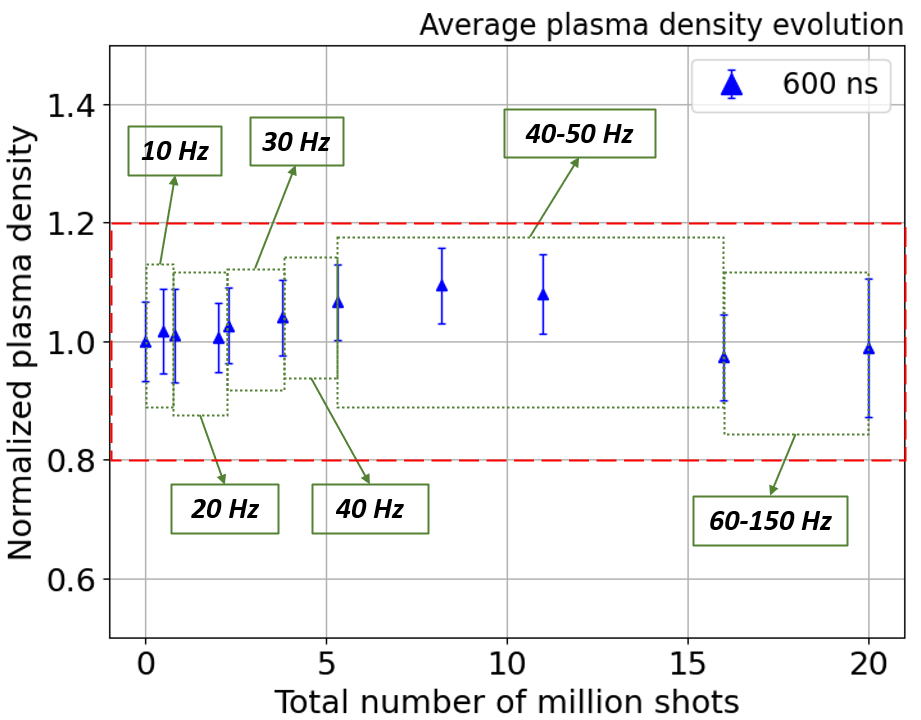 Average plasma density evolution
600 ns
1.4
1.2
1.0
0.8
0.6
Normalized plasma density
10 Hz
30 Hz
40-50 Hz
20 Hz
40 Hz
60-150 Hz
0
5
10
15
20
Total number of million shots